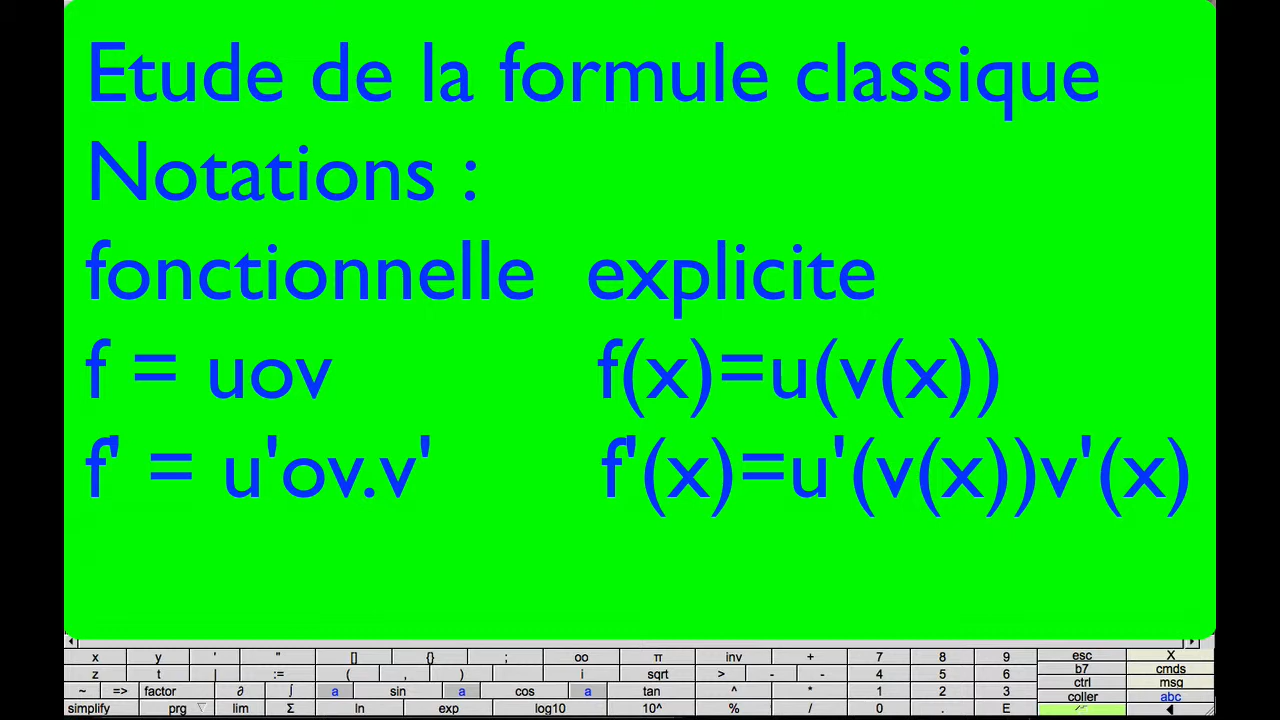 Etude de la formule classique
Notations :
fonctionnelle explicite
f = uov f(x)=u(v(x))
f' = u'ov.v' f'(x)=u'(v(x))v'(x)
x y ' " [] {} ; oo π inv + 7 8 9 esc X
z t | := ( , ) i sqrt > - - 4 5 6 b7 cmds
~ => factor ∂ ∫ a sin a cos a tan ^ * 1 2 3 ctrl msg
simplify prg lim Σ ln exp log10 10^ % / 0 . E coller abc